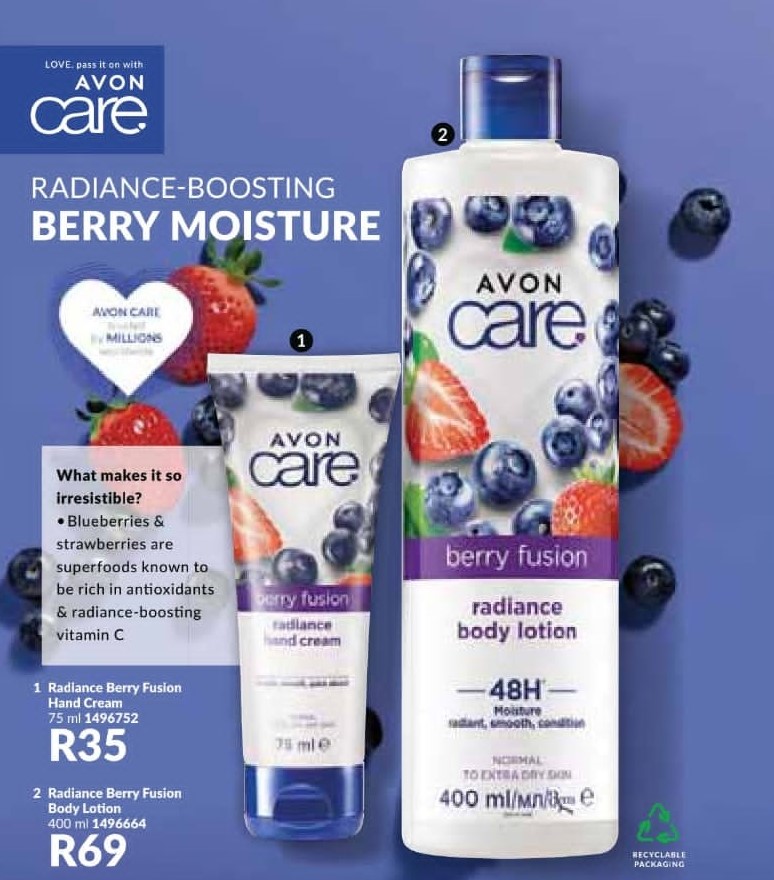 LOVE. pass it on with
AVON
care
RADIANCE-BOOSTING
BERRY MOISTURE
AVON CARE
by MILLIONS
1
AVON
care
berry fusion
radiance
hand cream
75 ml e
2
AVON
care
berry fusion
radiance
body lotion
48H
Moisture
radiant, smooth, condition
NORMAL
TO EXTRA DRY SKIN
400 ml/мл/
What makes it so
irresistible?
• Blueberries &
strawberries are
superfoods known to
be rich in antioxidants
& radiance-boosting
vitamin C
1 Radiance Berry Fusion
Hand Cream
75 ml 1496752
R35
2 Radiance Berry Fusion
Body Lotion
400 ml 1496664
R69
RECYCLABLE
PACKAGING